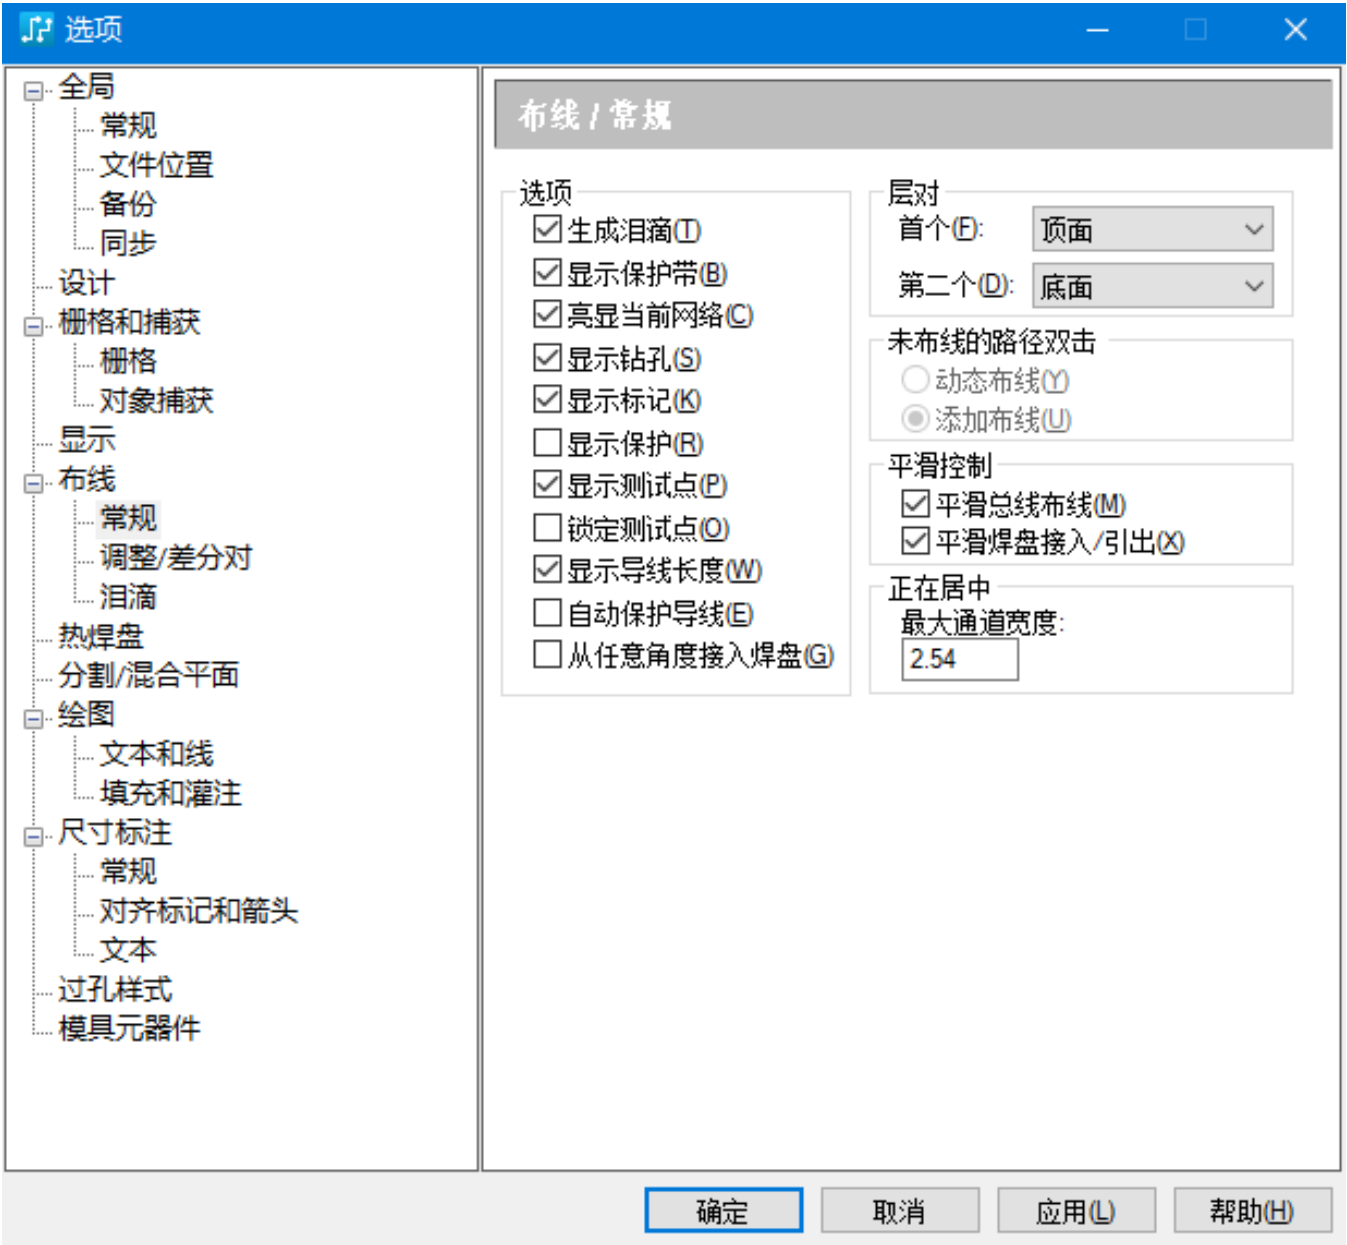 选项
全局
常规
文件位置
备份
同步
设计
栅格和捕获
栅格
对象捕获
显示
布线
常规
调整/差分对
泪滴
热焊盘
分割/混合平面
绘图
文本和线
填充和灌注
尺寸标注
常规
对齐标记和箭头
文本
过孔样式
模具元器件
布线 / 常规
选项
生成泪滴(T)
显示保护带(B)
亮显当前网络(C)
显示钻孔(S)
显示标记(K)
显示保护(R)
显示测试点(P)
锁定测试点(O)
显示导线长度(W)
自动保护导线(E)
从任意角度接入焊盘(G)
层对
首个(F): 顶面
第二个(D): 底面
未布线的路径双击
动态布线(Y)
添加布线(U)
平滑控制
平滑总线布线(M)
平滑焊盘接入/引出(X)
正在居中
最大通道宽度:
2.54
确定 取消 应用(L) 帮助(H)